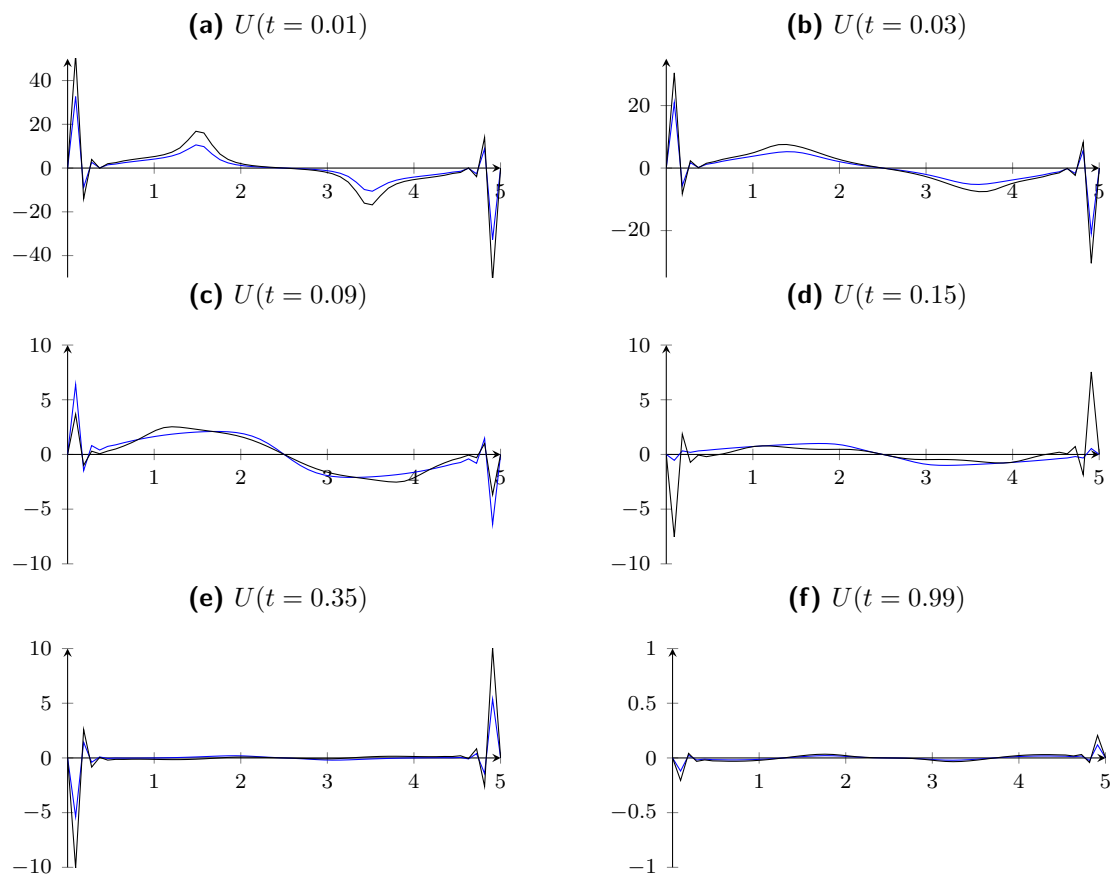 (a) U(t = 0.01)
(b) U(t = 0.03)
40
20
0
−20
−40
1 2 3 4 5
20
0
−20
1 2 3 4 5
(c) U(t = 0.09)
(d) U(t = 0.15)
10
5
0
−5
−10
1 2 3 4 5
10
5
0
−5
−10
1 2 3 4 5
(e) U(t = 0.35)
(f) U(t = 0.99)
10
5
0
−5
−10
1 2 3 4 5
1
0.5
0
−0.5
−1
1 2 3 4 5